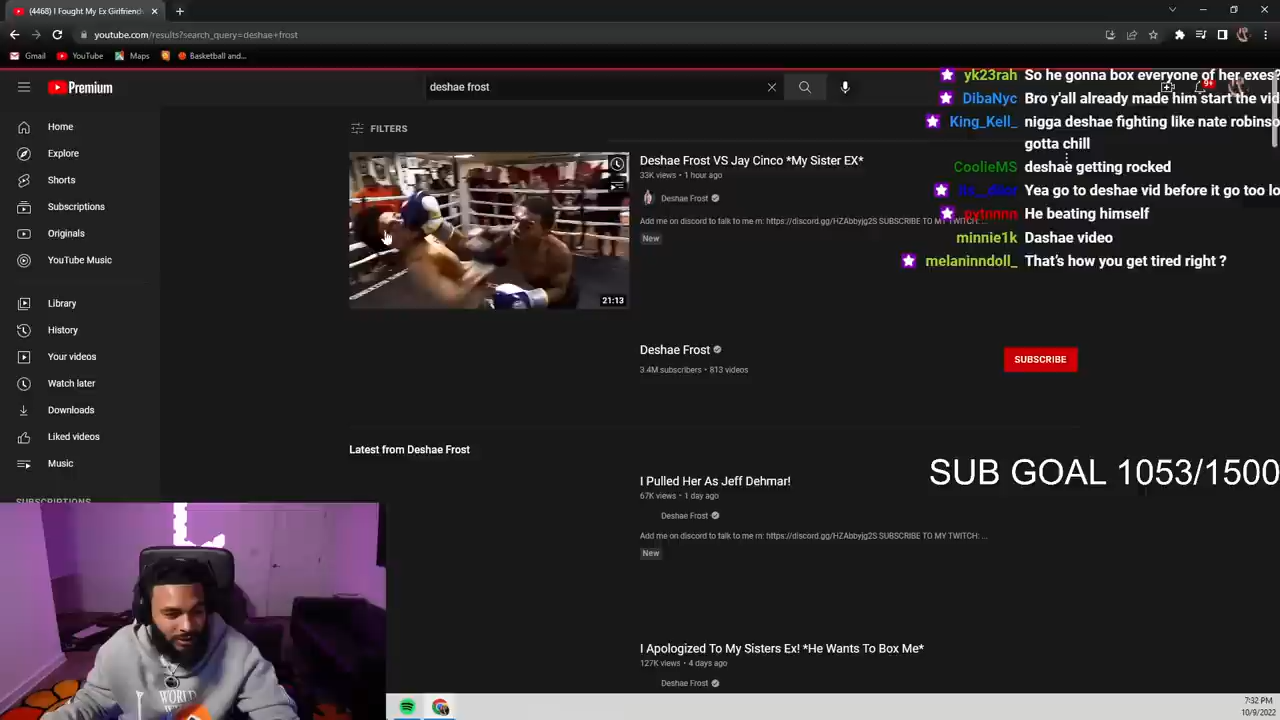 (4468) I Fought My Ex Girlfriend
youtube.com/results?search_query=deshae+frost
Gmail
YouTube
Maps
Basketball and...
Premium
deshae frost
9+
Home
Explore
Shorts
Subscriptions
Originals
YouTube Music
Library
History
Your videos
Watch later
Downloads
Liked videos
Music
SUBSCRIPTIONS
FILTERS
21:13
Deshae Frost VS Jay Cinco *My Sister EX*
33K views • 1 hour ago
Deshae Frost
Add me on discord to talk to me rn: https://discord.gg/HZAbbyjg2S SUBSCRIBE TO MY TWITCH: ...
New
Deshae Frost
3.4M subscribers • 813 videos
SUBSCRIBE
Latest from Deshae Frost
I Pulled Her As Jeff Dehmar!
67K views • 1 day ago
Deshae Frost
Add me on discord to talk to me rn: https://discord.gg/HZAbbyjg2S SUBSCRIBE TO MY TWITCH: ...
New
I Apologized To My Sisters Ex! *He Wants To Box Me*
127K views • 4 days ago
Deshae Frost
yk23rah So he gonna box everyone of her exes?
DibaNyc Bro y'all already made him start the vid
King_Kell_ nigga deshae fighting like nate robinso
gotta chill
CoolieMS deshae getting rocked
Yea go to deshae vid before it go too lo
He beating himself
minnie1k Dashae video
melaninndoll_ That's how you get tired right ?
SUB GOAL 1053/1500
WORLD
7:32 PM
10/9/2022